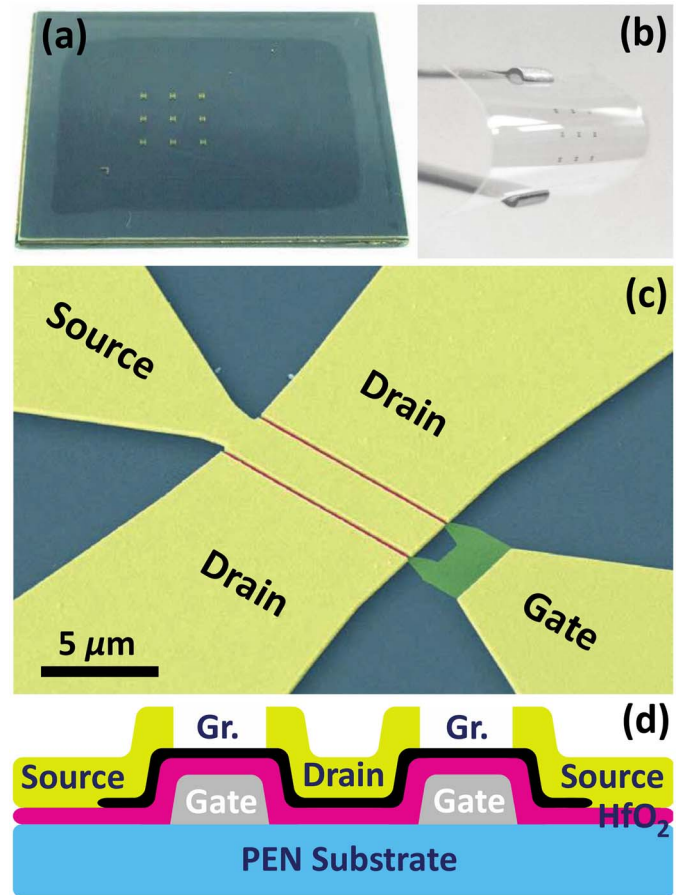 (a)
(b)
(c)
Source
Drain
Drain
Gate
5 μm
(d)
Gr.
Gr.
Source
Drain
Source
Gate
Gate
HfO₂
PEN Substrate